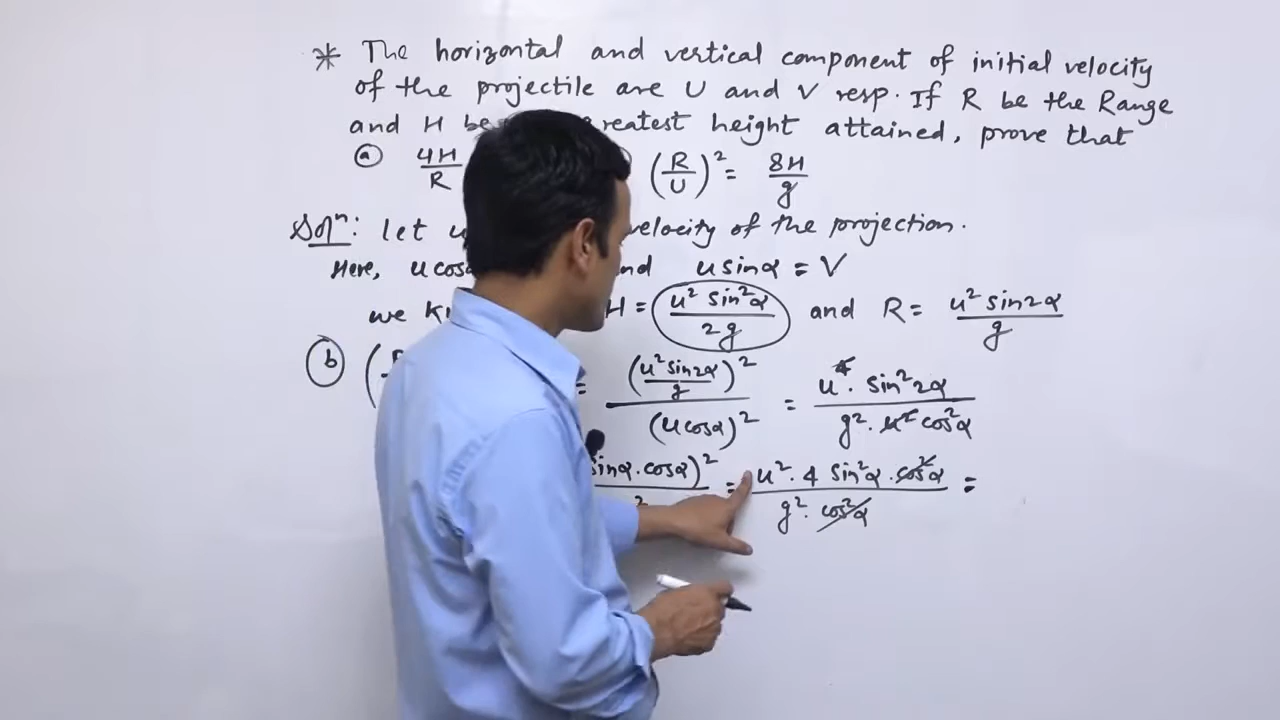 * The horizontal and vertical component of initial velocity
of the projectile are U and V resp. If R be the Range
and H be greatest height attained, prove that
(a) 4H/R (R/U)² = 8H/g
Solⁿ: Let u velocity of the projection.
Here, u cosα and u sinα = V
we H = u² sin²α / 2g and R = u² sin2α / g
(b) ( = (u² sin2α / g)² / (u cosα)² = u⁴ · sin²2α / g² · u² cos²α
sinα · cosα)² = u² · 4 sin²α · cos²α / g² · cos²α =